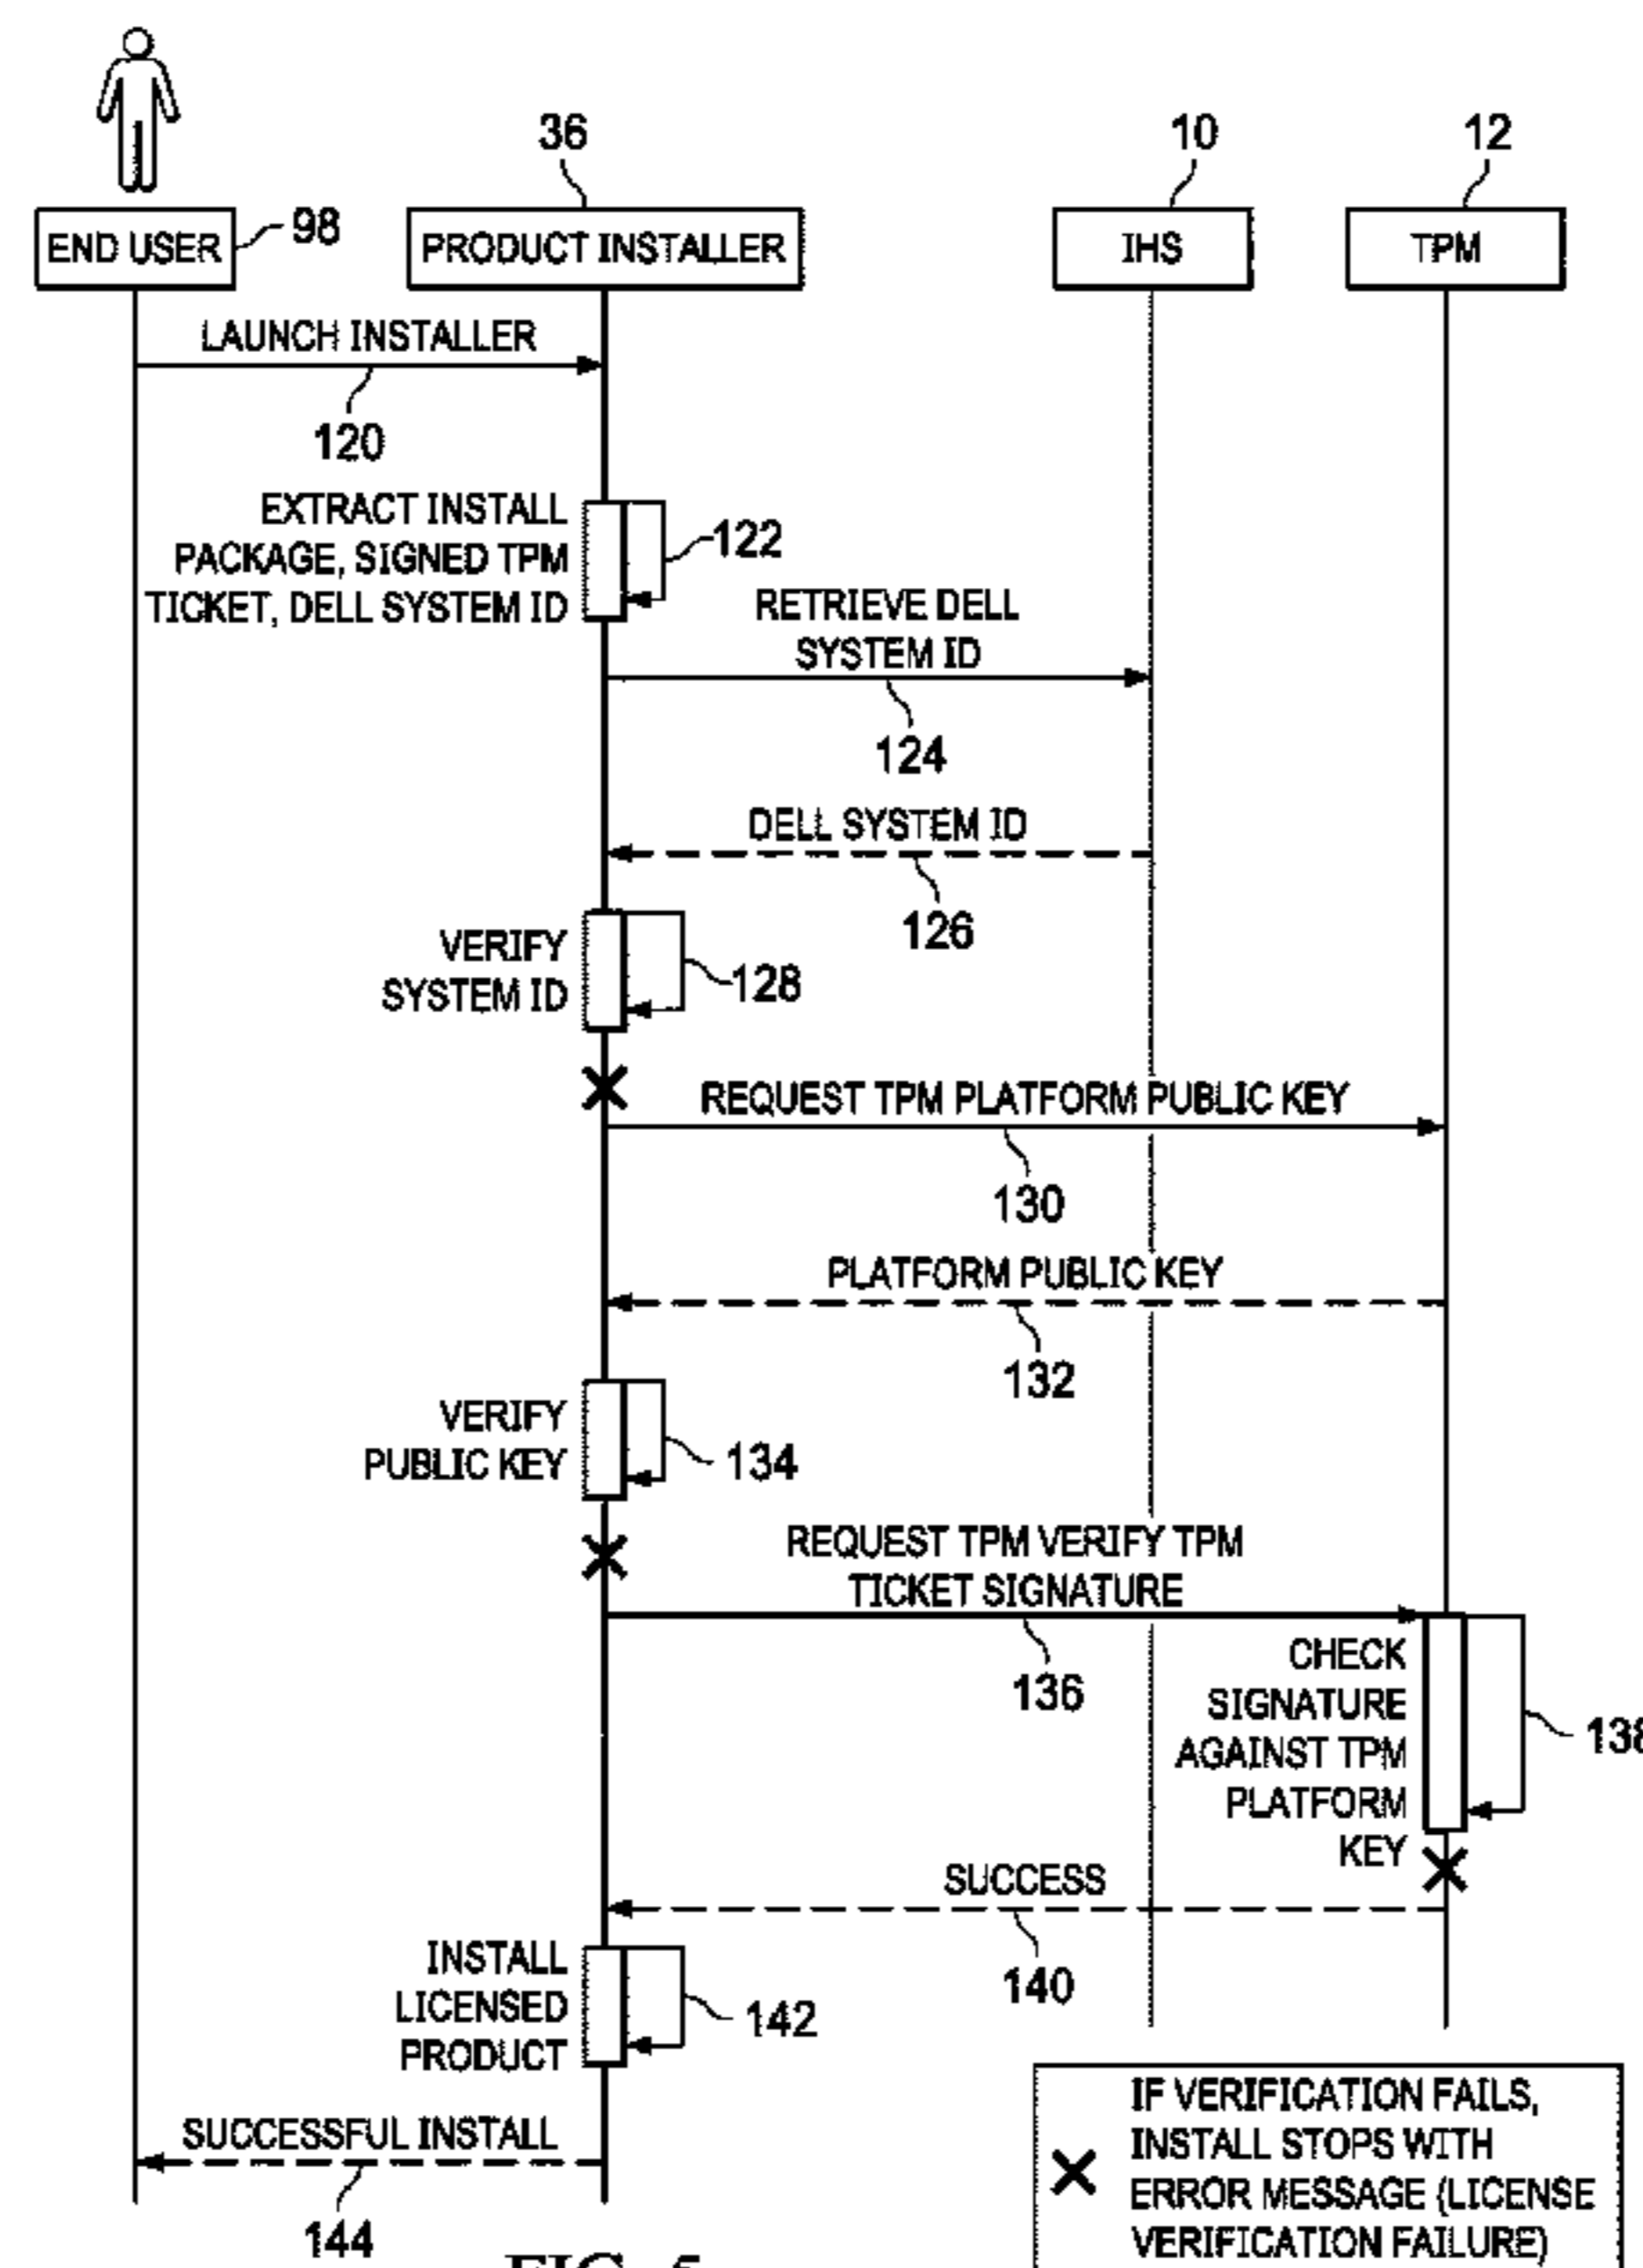 36
10
12
END USER
98
PRODUCT INSTALLER
IHS
TPM
LAUNCH INSTALLER
120
EXTRACT INSTALL
PACKAGE, SIGNED TPM
TICKET, DELL SYSTEM ID
122
RETRIEVE DELL
SYSTEM ID
124
DELL SYSTEM ID
126
VERIFY
SYSTEM ID
128
REQUEST TPM PLATFORM PUBLIC KEY
130
PLATFORM PUBLIC KEY
132
VERIFY
PUBLIC KEY
134
REQUEST TPM VERIFY TPM
TICKET SIGNATURE
136
CHECK
SIGNATURE
AGAINST TPM
PLATFORM
KEY
138
SUCCESS
140
INSTALL
LICENSED
PRODUCT
142
SUCCESSFUL INSTALL
144
IF VERIFICATION FAILS,
INSTALL STOPS WITH
ERROR MESSAGE (LICENSE
VERIFICATION FAILURE)